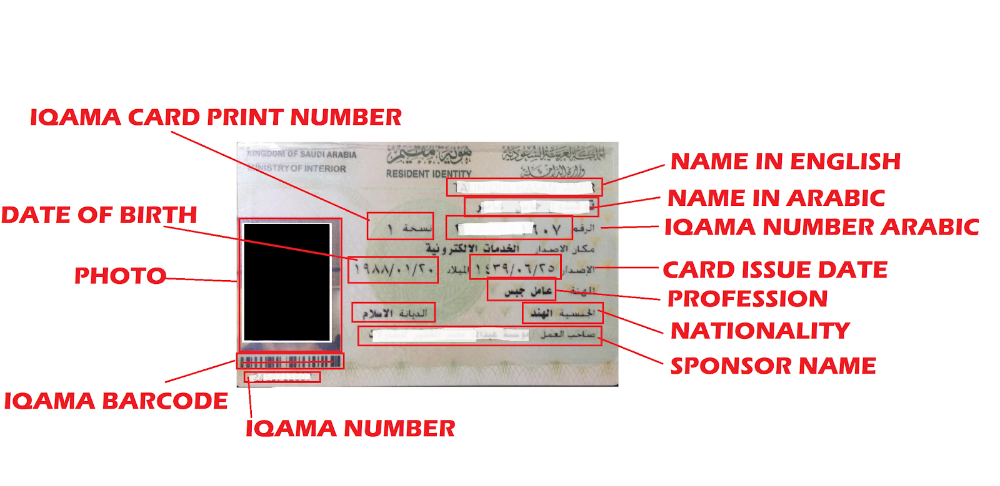 IQAMA CARD PRINT NUMBER
KINGDOM OF SAUDI ARABIA
هوية مقيم
المملكة العربية السعودية
MINISTRY OF INTERIOR
RESIDENT IDENTITY
وزارة الداخلية
NAME IN ENGLISH
NAME IN ARABIC
DATE OF BIRTH
نسخة ١
الرقم ٦٠٧
IQAMA NUMBER ARABIC
مكان الاصدار الخدمات الالكترونية
الاصدار ١٤٣٩/٠٦/٢٥ الميلاد ١٩٨٨/٠١/٢٠
CARD ISSUE DATE
PHOTO
المهنة عامل جبس
PROFESSION
الجنسية الهند الديانة الاسلام
NATIONALITY
صاحب العمل
SPONSOR NAME
IQAMA BARCODE
IQAMA NUMBER